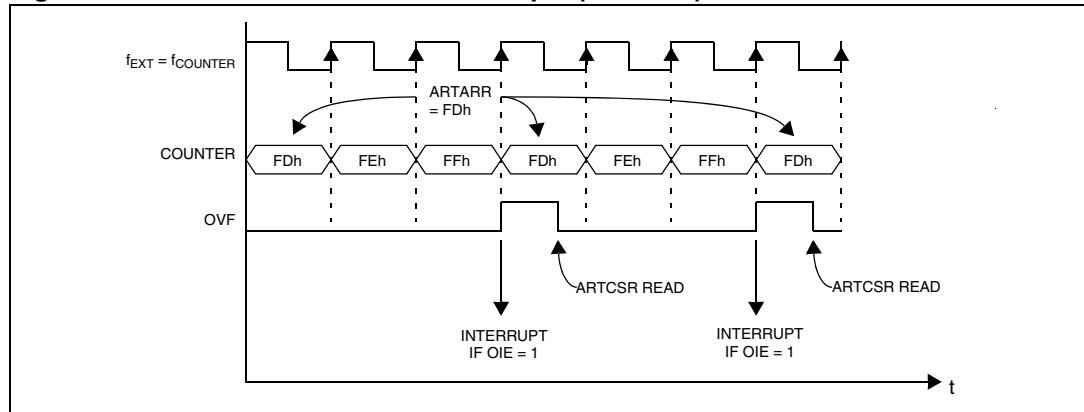 fEXT = fCOUNTER
ARTARR
= FDh
COUNTER
FDh FEh FFh FDh FEh FFh FDh
OVF
ARTCSR READ
ARTCSR READ
INTERRUPT
IF OIE = 1
INTERRUPT
IF OIE = 1
t